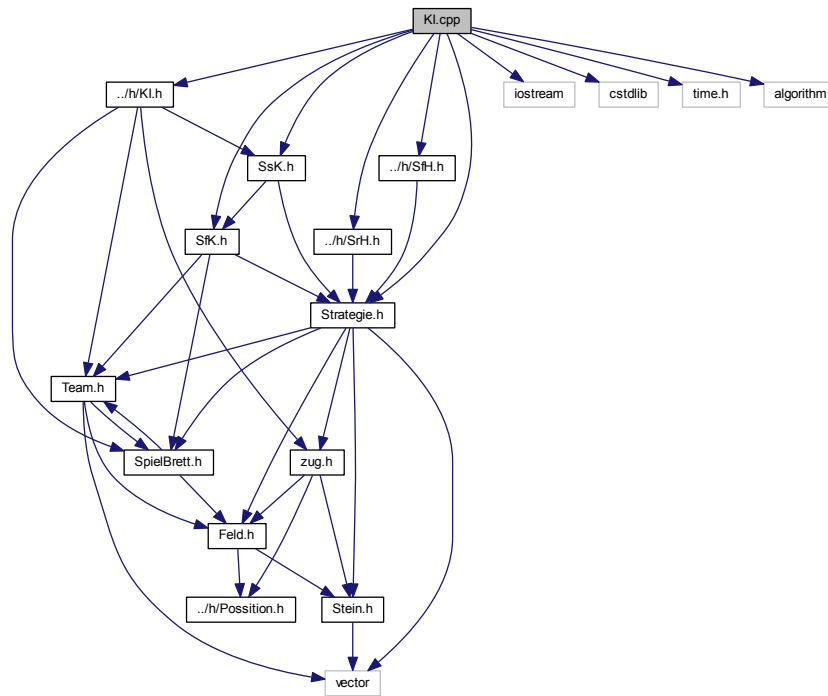 KI.cpp
../h/KI.h
iostream
cstdlib
time.h
algorithm
SsK.h
../h/SfH.h
SfK.h
../h/SrH.h
Strategie.h
Team.h
SpielBrett.h
zug.h
Feld.h
../h/Possition.h
Stein.h
vector